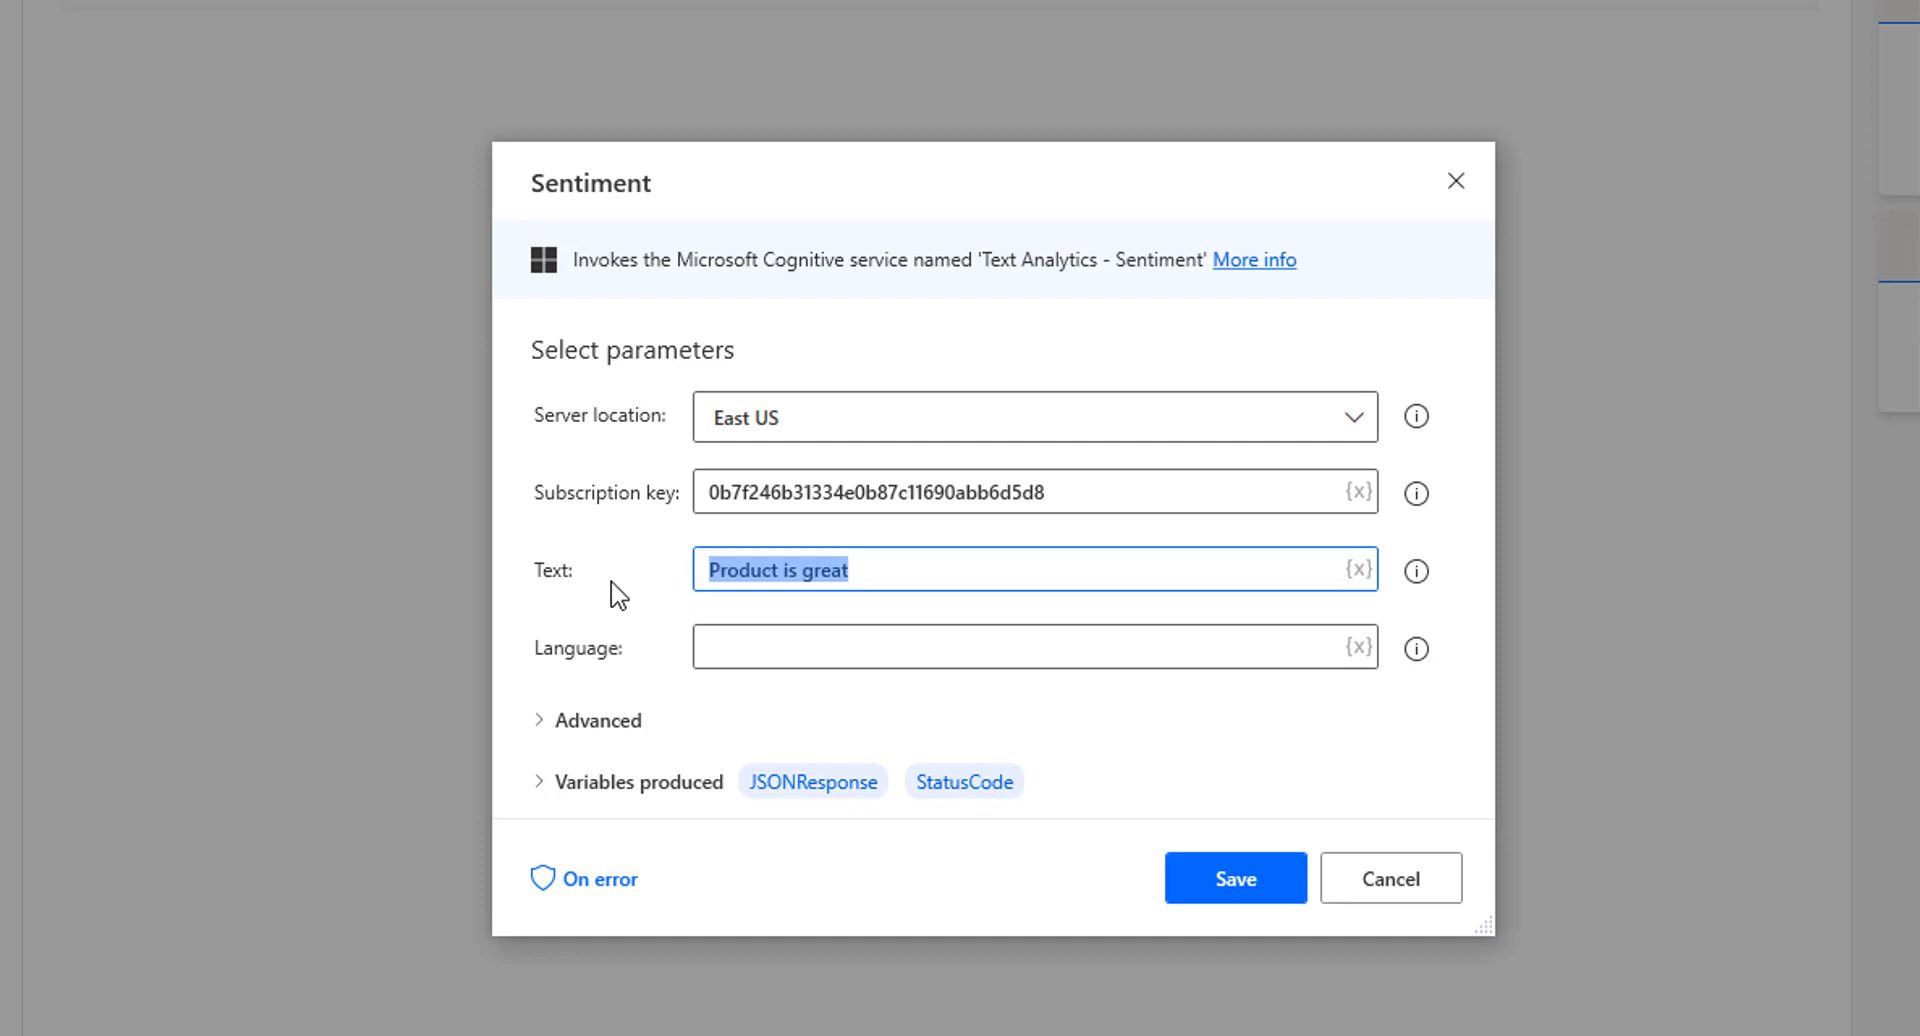 Sentiment
Invokes the Microsoft Cognitive service named 'Text Analytics - Sentiment' More info
Select parameters
Server location: East US
Subscription key: 0b7f246b31334e0b87c11690abb6d5d8 {x}
Text: Product is great {x}
Language: {x}
Advanced
Variables produced JSONResponse StatusCode
On error Save Cancel